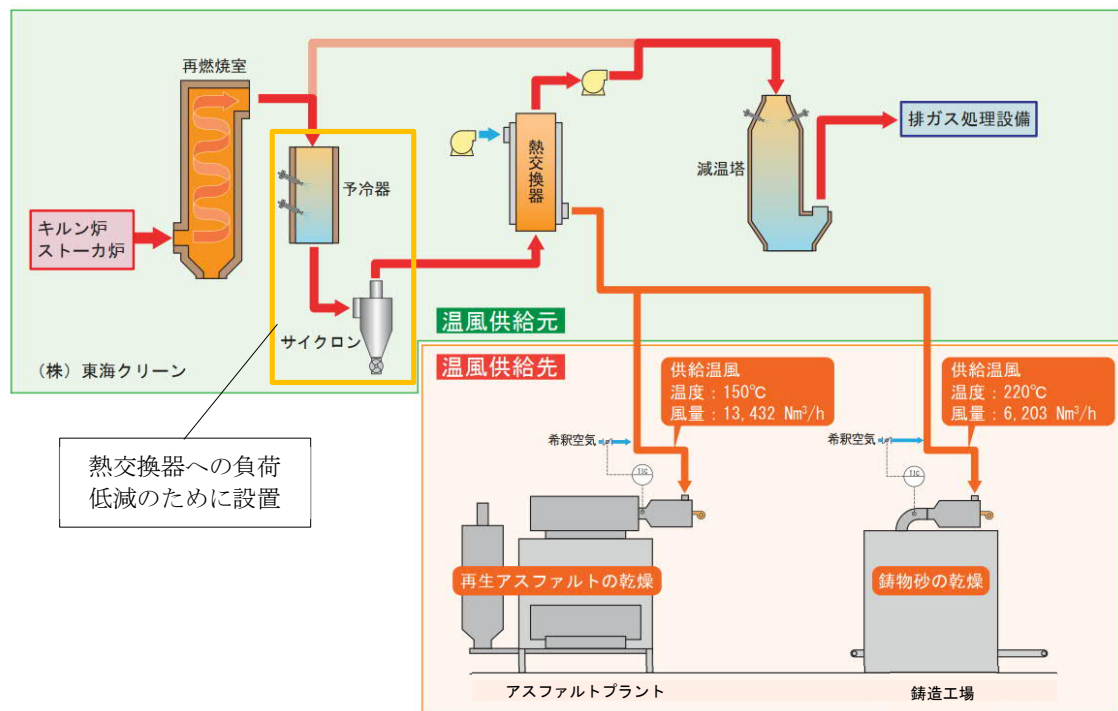 再燃焼室
キルン炉
ストーカ炉
予冷器
サイクロン
熱交換器
減温塔
排ガス処理設備
(株)東海クリーン
温風供給元
温風供給先
熱交換器への負荷
低減のために設置
供給温風
温度:150℃
風量:13,432 Nm³/h
供給温風
温度:220℃
風量:6,203 Nm³/h
希釈空気
TIC
希釈空気
TIC
再生アスファルトの乾燥
鋳物砂の乾燥
アスファルトプラント
鋳造工場